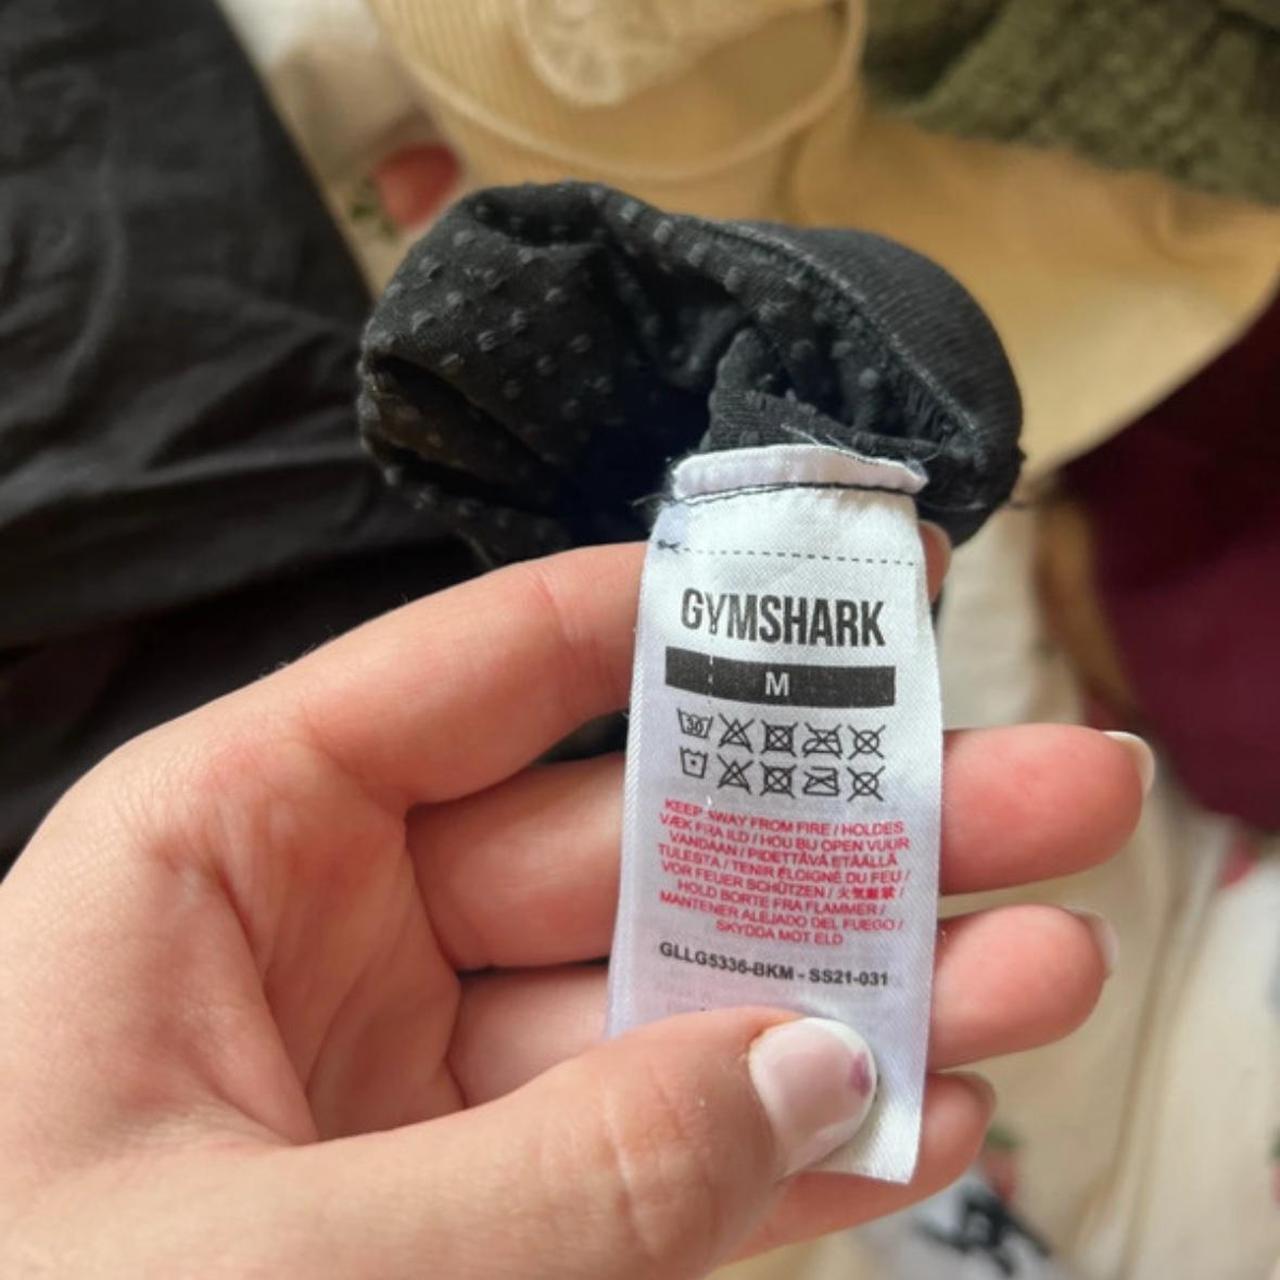 GYMSHARK
M
30
KEEP AWAY FROM FIRE / HOLDES
VÆK FRA ILD / HOU BIJ OPEN VUUR
VANDAAN / PIDETTÄVÄ ETÄÄLLÄ
TULESTA / TENIR ÉLOIGNÉ DU FEU /
VOR FEUER SCHÜTZEN / 火気厳禁 /
HOLD BORTE FRA FLAMMER /
MANTENER ALEJADO DEL FUEGO /
SKYDDA MOT ELD
GLLG5336-BKM - SS21-031